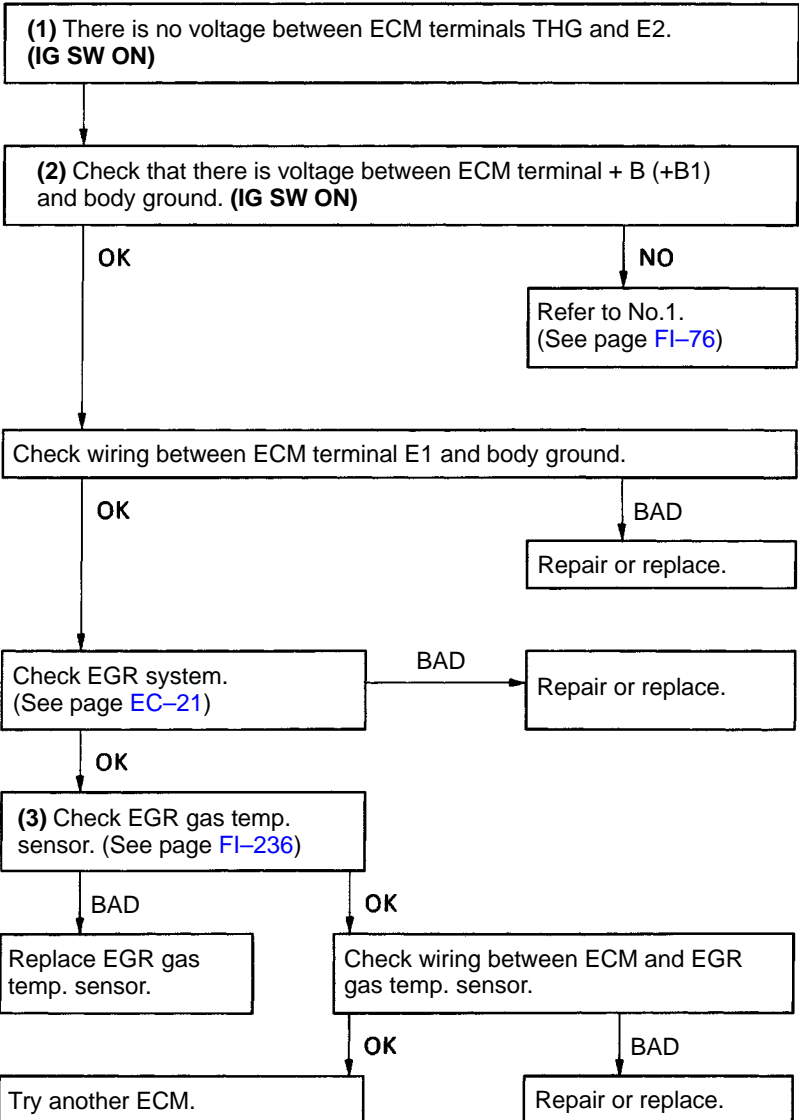 (1) There is no voltage between ECM terminals THG and E2.
(IG SW ON)
(2) Check that there is voltage between ECM terminal + B (+B1)
and body ground. (IG SW ON)
OK
NO
Refer to No.1.
(See page FI–76)
Check wiring between ECM terminal E1 and body ground.
OK
BAD
Repair or replace.
Check EGR system.
(See page EC–21)
BAD
Repair or replace.
OK
(3) Check EGR gas temp.
sensor. (See page FI–236)
BAD
OK
Replace EGR gas
temp. sensor.
Check wiring between ECM and EGR
gas temp. sensor.
OK
BAD
Try another ECM.
Repair or replace.